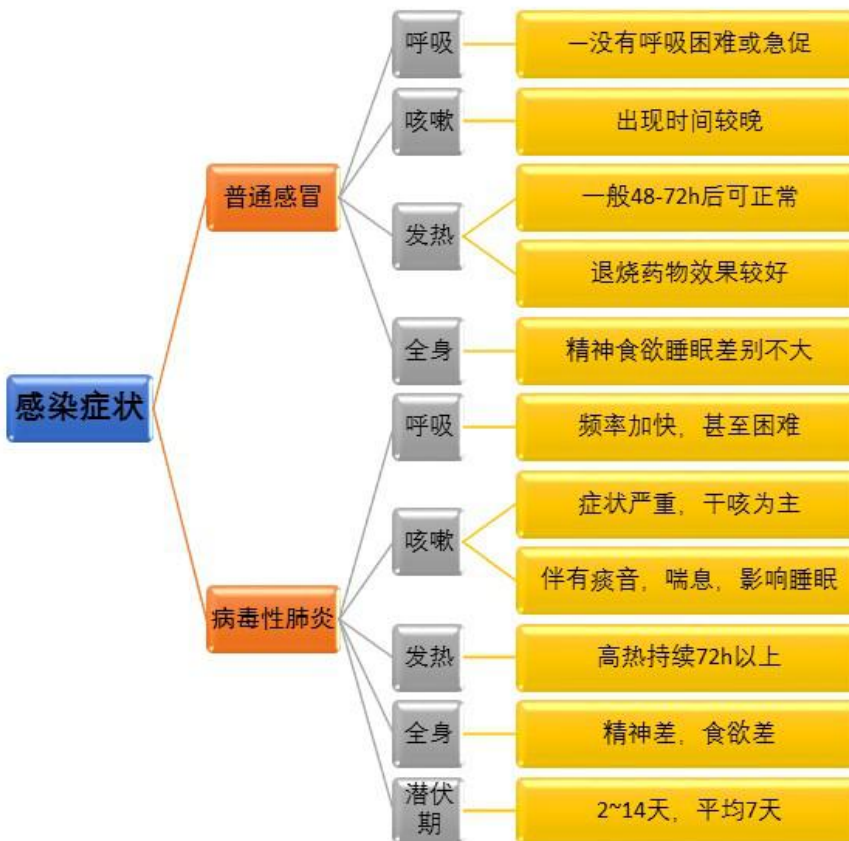 感染症状
普通感冒
呼吸
一没有呼吸困难或急促
咳嗽
出现时间较晚
发热
一般48-72h后可正常
退烧药物效果较好
全身
精神食欲睡眠差别不大
病毒性肺炎
呼吸
频率加快，甚至困难
咳嗽
症状严重，干咳为主
伴有痰音，喘息，影响睡眠
发热
高热持续72h以上
全身
精神差，食欲差
潜伏
期
2~14天，平均7天